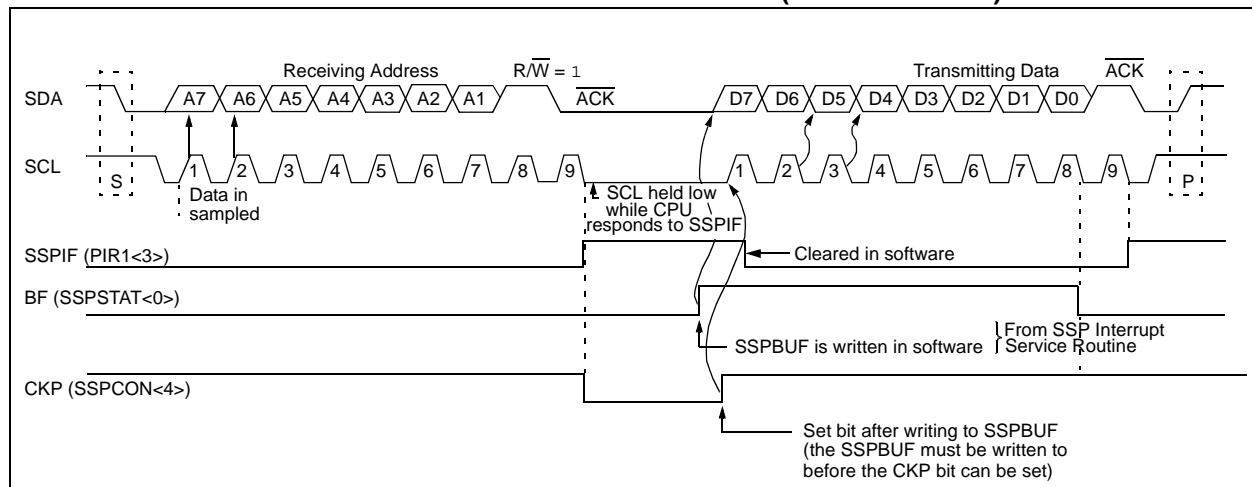 Receiving Address R/W = 1 Transmitting Data ACK
SDA A7 A6 A5 A4 A3 A2 A1 ACK D7 D6 D5 D4 D3 D2 D1 D0
SCL 1 2 3 4 5 6 7 8 9 1 2 3 4 5 6 7 8 9
S
P
Data in
sampled
SCL held low
while CPU
responds to SSPIF
SSPIF (PIR1<3>)
Cleared in software
BF (SSPSTAT<0>)
SSPBUF is written in software
From SSP Interrupt
Service Routine
CKP (SSPCON<4>)
Set bit after writing to SSPBUF
(the SSPBUF must be written to
before the CKP bit can be set)